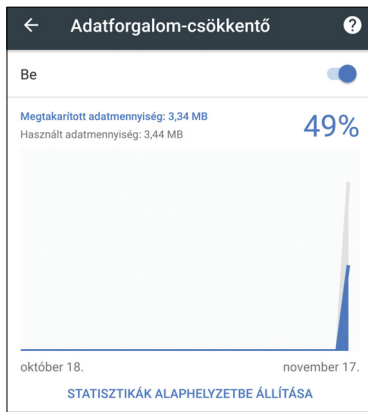 Adatforgalom-csökkentő
Be
Megtakarított adatmennyiség: 3,34 MB
Használt adatmennyiség: 3,44 MB
49%
október 18.
november 17.
STATISZTIKÁK ALAPHELYZETBE ÁLLÍTÁSA